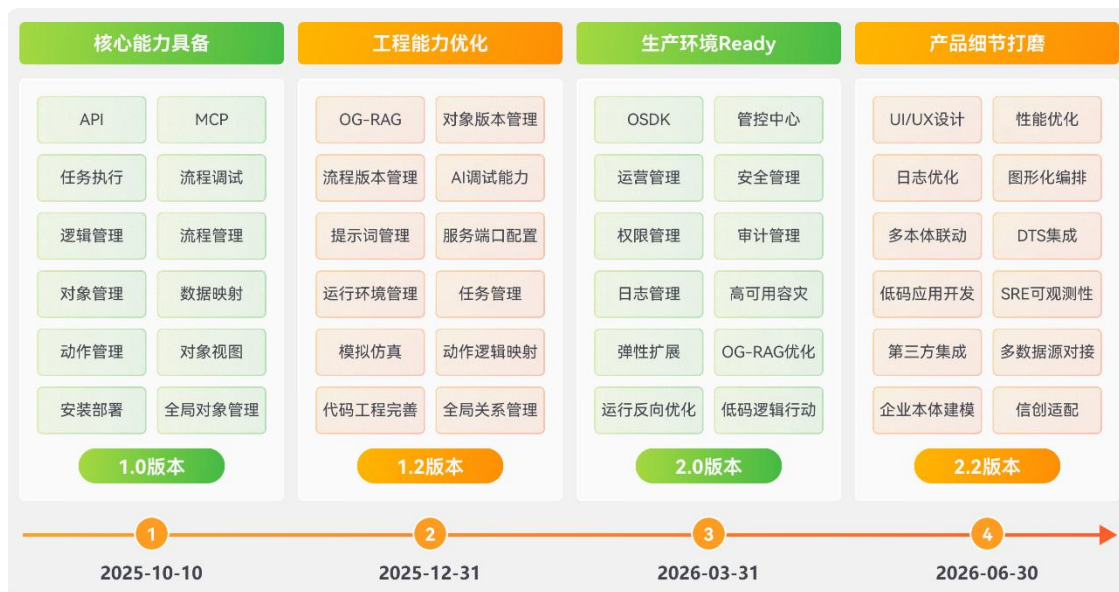 核心能力具备
API
MCP
任务执行
流程调试
逻辑管理
流程管理
对象管理
数据映射
动作管理
对象视图
安装部署
全局对象管理
1.0版本
工程能力优化
OG-RAG
对象版本管理
流程版本管理
AI调试能力
提示词管理
服务端口配置
运行环境管理
任务管理
模拟仿真
动作逻辑映射
代码工程完善
全局关系管理
1.2版本
生产环境Ready
OSDK
管控中心
运营管理
安全管理
权限管理
审计管理
日志管理
高可用容灾
弹性扩展
OG-RAG优化
运行反向优化
低码逻辑行动
2.0版本
产品细节打磨
UI/UX设计
性能优化
日志优化
图形化编排
多本体联动
DTS集成
低码应用开发
SRE可观测性
第三方集成
多数据源对接
企业本体建模
信创适配
2.2版本
1
2
3
4
2025-10-10
2025-12-31
2026-03-31
2026-06-30